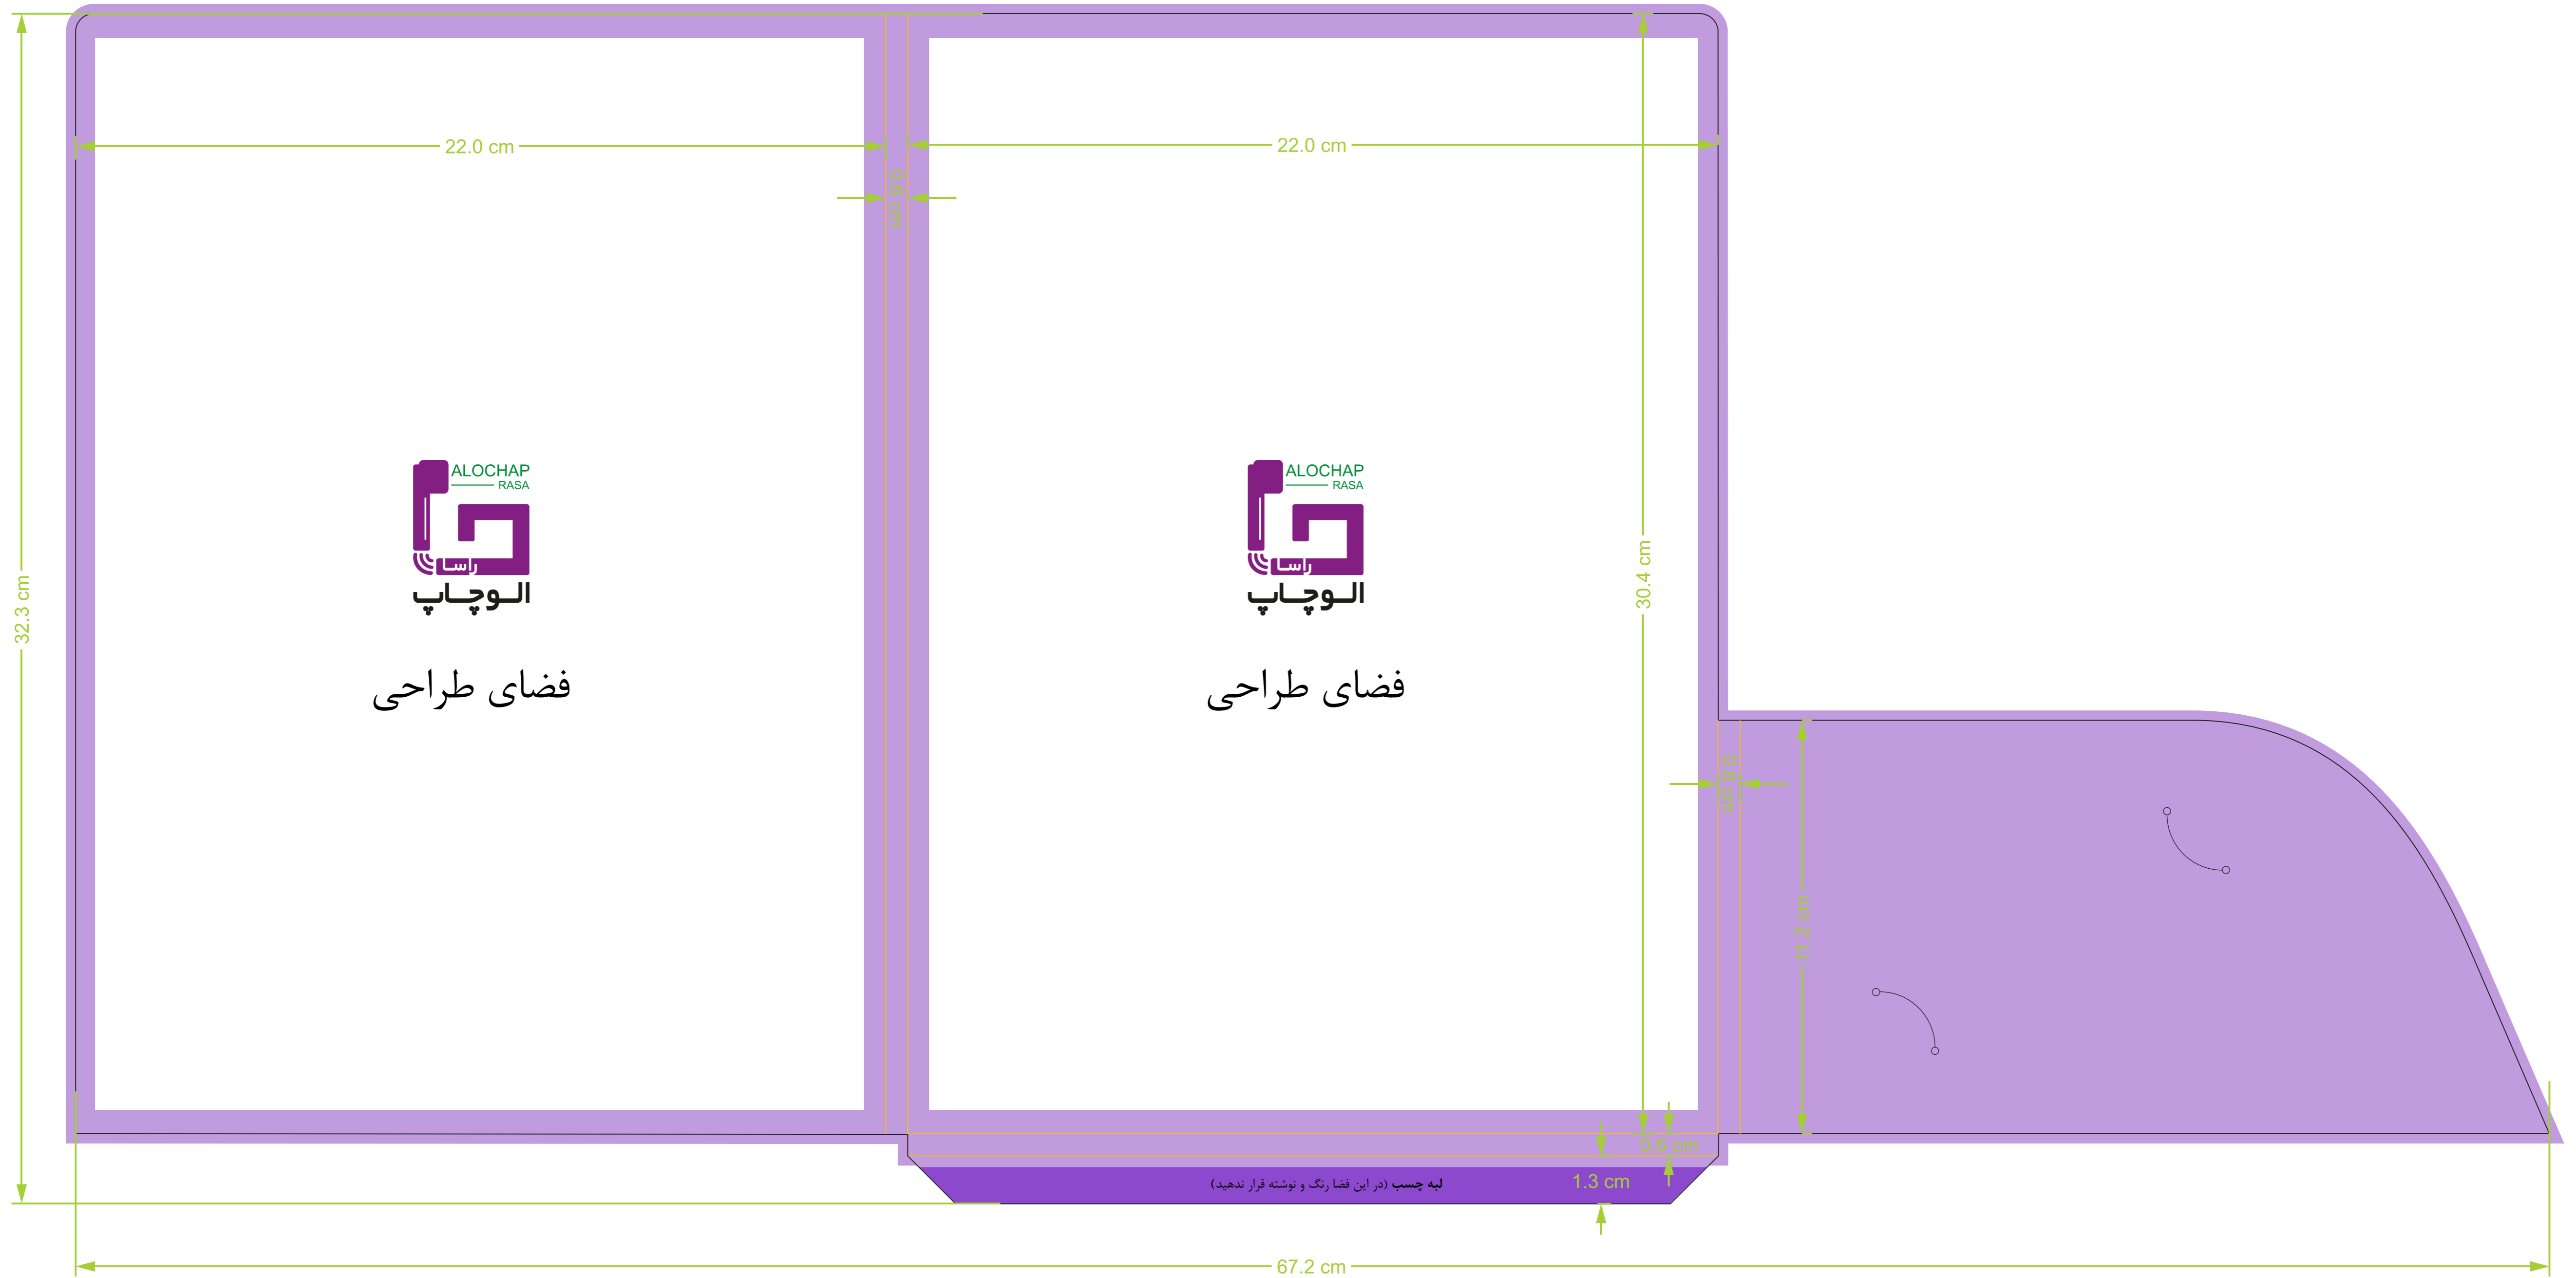 22.0 cm
22.0 cm
0.6 cm
ALOCHAP
RASA
راسا
الوچاپ
فضای طراحی
ALOCHAP
RASA
راسا
الوچاپ
فضای طراحی
32.3 cm
30.4 cm
0.6 cm
11.2 cm
0.6 cm
لبه چسب (در این فضا رنگ و نوشته قرار ندهید)
1.3 cm
67.2 cm